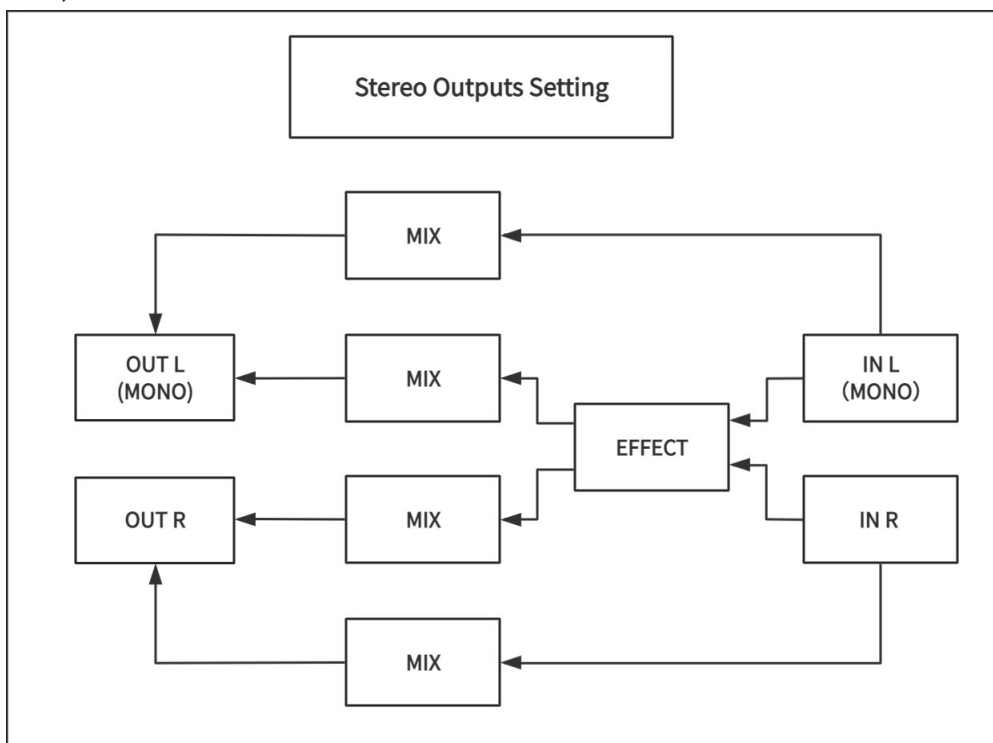 Stereo Outputs Setting
MIX
OUT L
(MONO)
MIX
IN L
（MONO）
EFFECT
OUT R
MIX
IN R
MIX